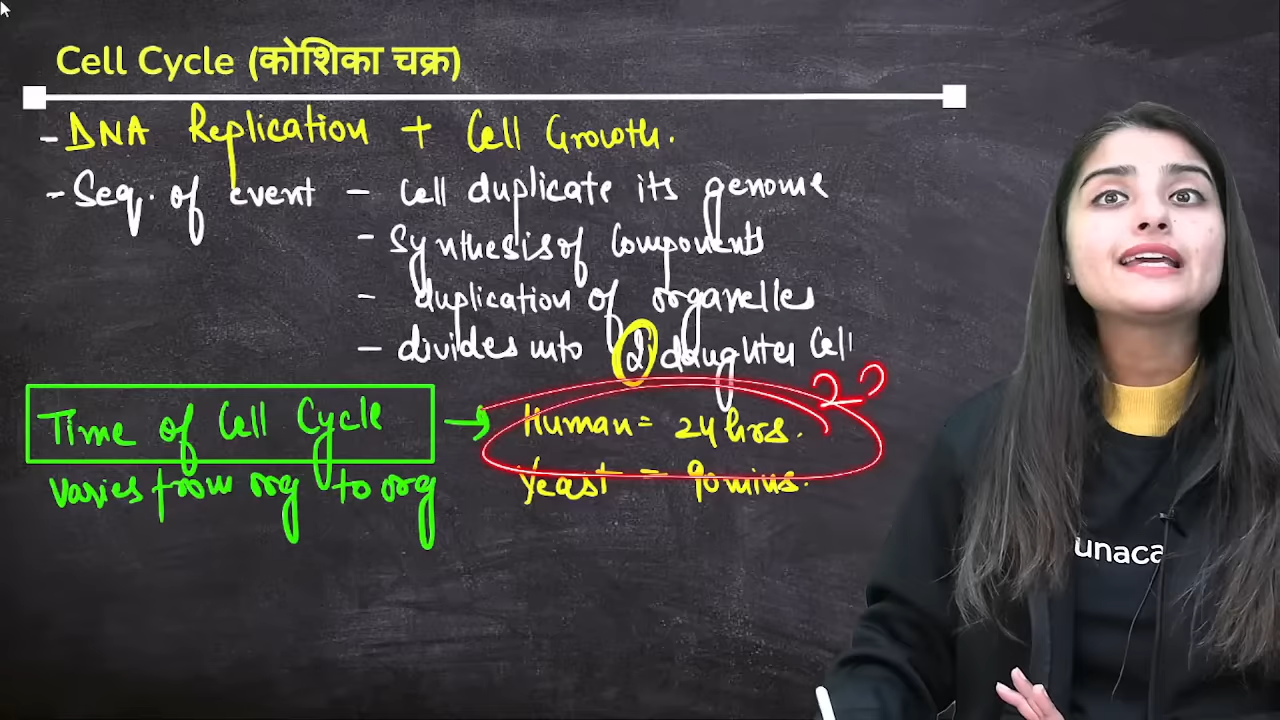 Cell Cycle (कोशिका चक्र)
- DNA Replication + Cell Growth.
- Seq. of event - Cell duplicate its genome
- Synthesis of Components
- duplication of organelles
- divides into 2 daughter Cell
Time of Cell Cycle → Human = 24 hrs. ??
varies from org to org Yeast = 90 mins.
unaca